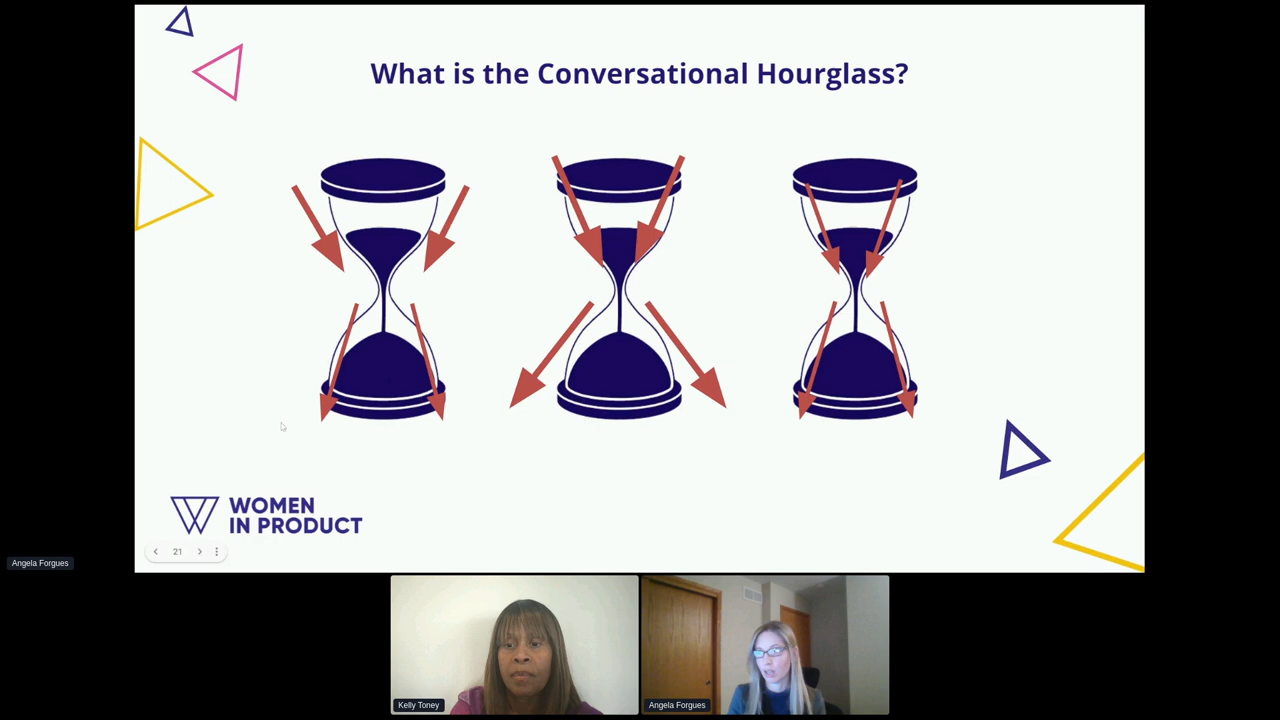 What is the Conversational Hourglass?
WOMEN
IN PRODUCT
21
Angela Forgues
Kelly Toney
Angela Forgues